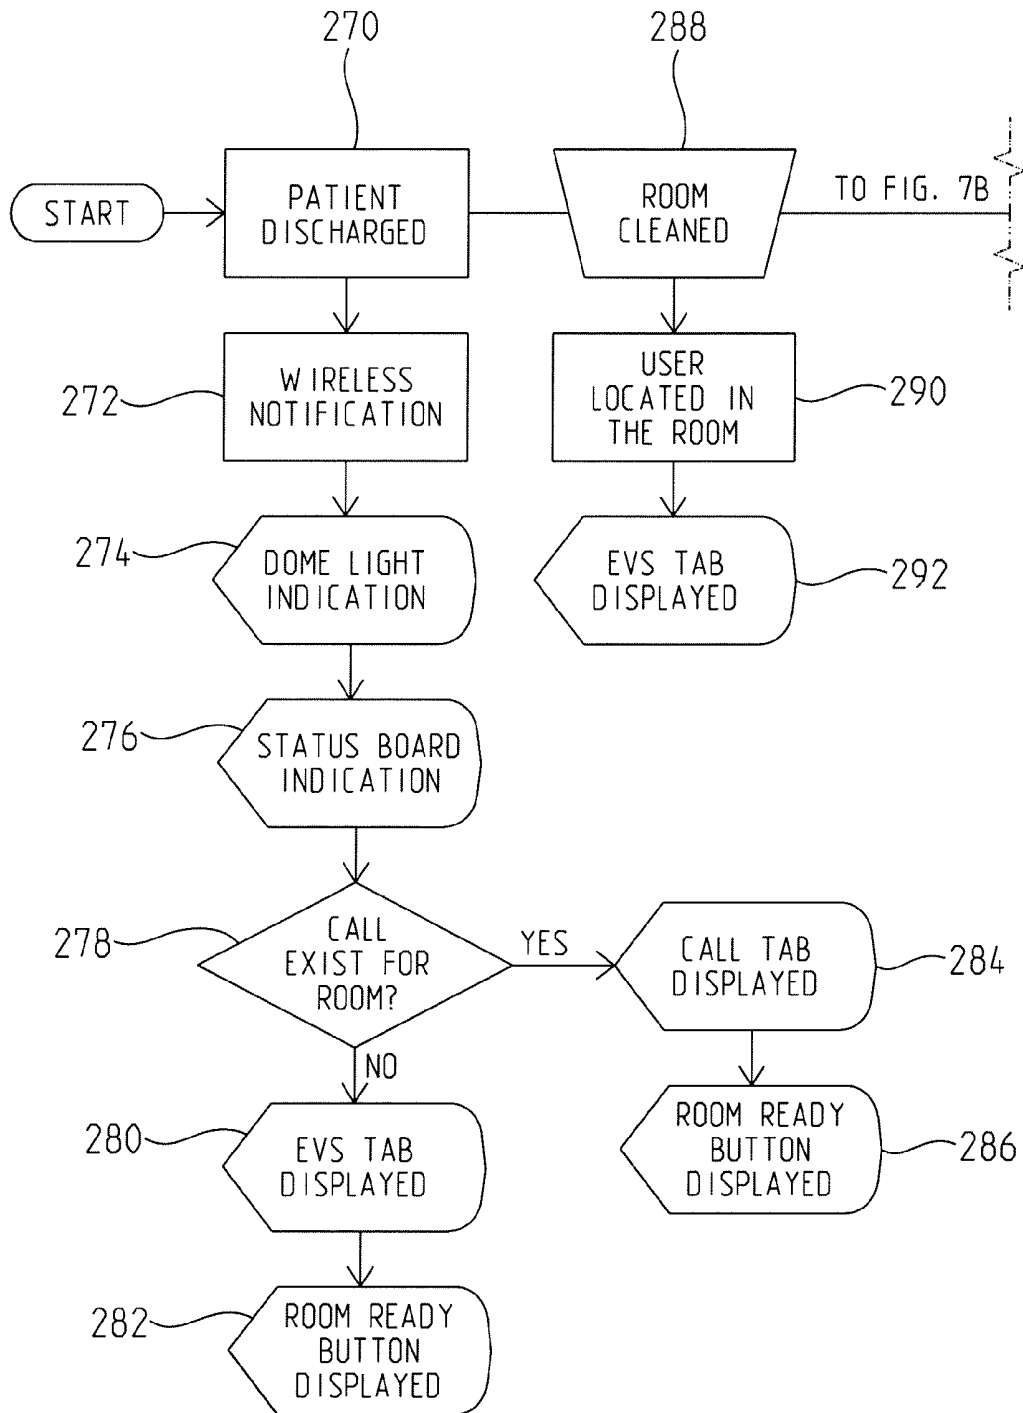 270
288
START
PATIENT
DISCHARGED
ROOM
CLEANED
TO FIG. 7B
272
WIRELESS
NOTIFICATION
USER
LOCATED IN
THE ROOM
290
274
DOME LIGHT
INDICATION
EVS TAB
DISPLAYED
292
276
STATUS BOARD
INDICATION
278
CALL
EXIST FOR
ROOM?
YES
CALL TAB
DISPLAYED
284
NO
280
EVS TAB
DISPLAYED
ROOM READY
BUTTON
DISPLAYED
286
282
ROOM READY
BUTTON
DISPLAYED